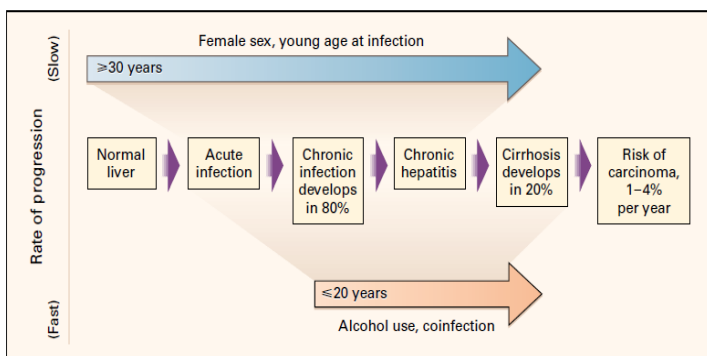 (Slow)
Rate of progression
(Fast)
Female sex, young age at infection
≥30 years
Normal
liver
Acute
infection
Chronic
infection
develops
in 80%
Chronic
hepatitis
Cirrhosis
develops
in 20%
Risk of
carcinoma,
1–4%
per year
≤20 years
Alcohol use, coinfection